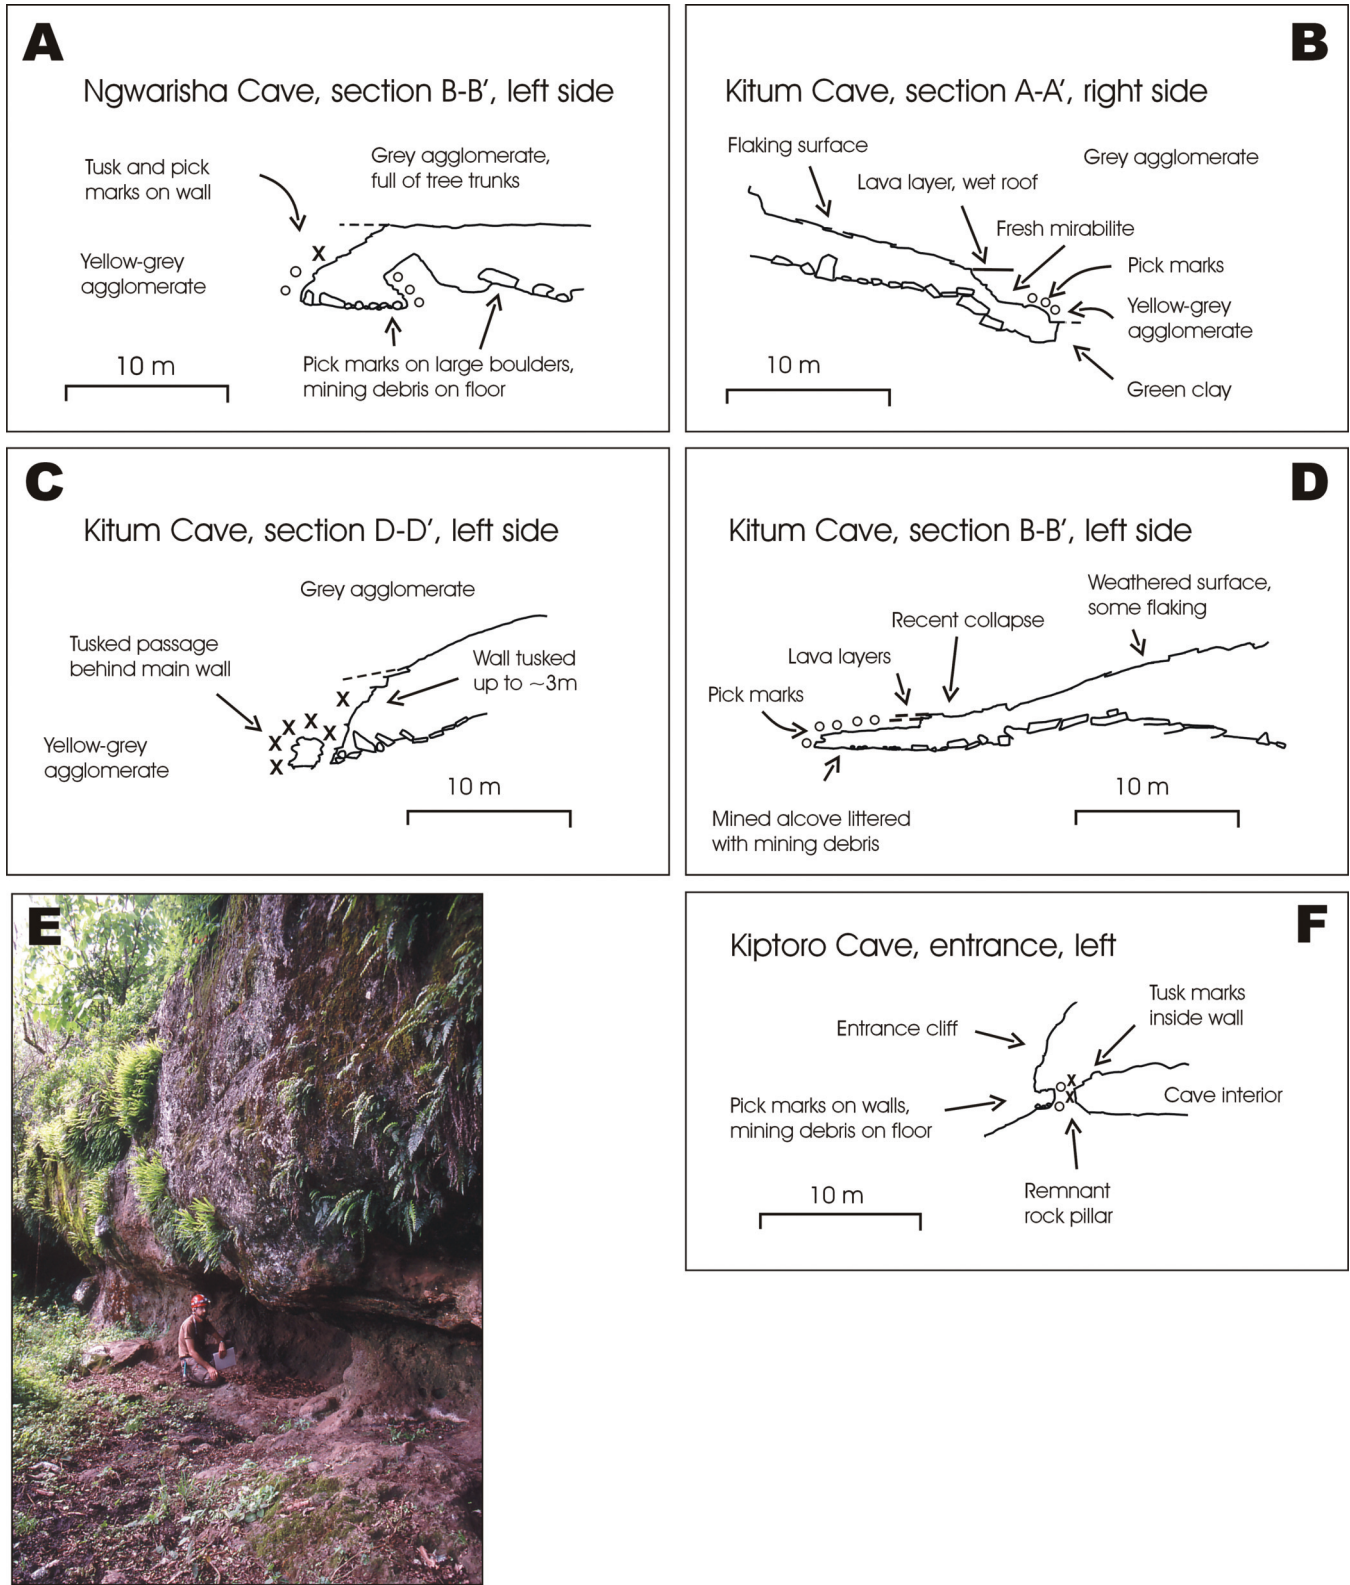 A
Ngwarisha Cave, section B-B’, left side
Tusk and pick
marks on wall
Grey agglomerate,
full of tree trunks
X
Yellow-grey
agglomerate
Pick marks on large boulders,
mining debris on floor
10 m
B
Kitum Cave, section A-A’, right side
Flaking surface
Grey agglomerate
Lava layer, wet roof
Fresh mirabilite
Pick marks
Yellow-grey
agglomerate
Green clay
10 m
C
Kitum Cave, section D-D’, left side
Grey agglomerate
Tusked passage
behind main wall
Wall tusked
up to ~3m
X
X
X
X
X
X
Yellow-grey
agglomerate
10 m
D
Kitum Cave, section B-B’, left side
Weathered surface,
some flaking
Recent collapse
Lava layers
Pick marks
Mined alcove littered
with mining debris
10 m
E
F
Kiptoro Cave, entrance, left
Tusk marks
inside wall
Entrance cliff
X
X
Cave interior
Pick marks on walls,
mining debris on floor
Remnant
rock pillar
10 m